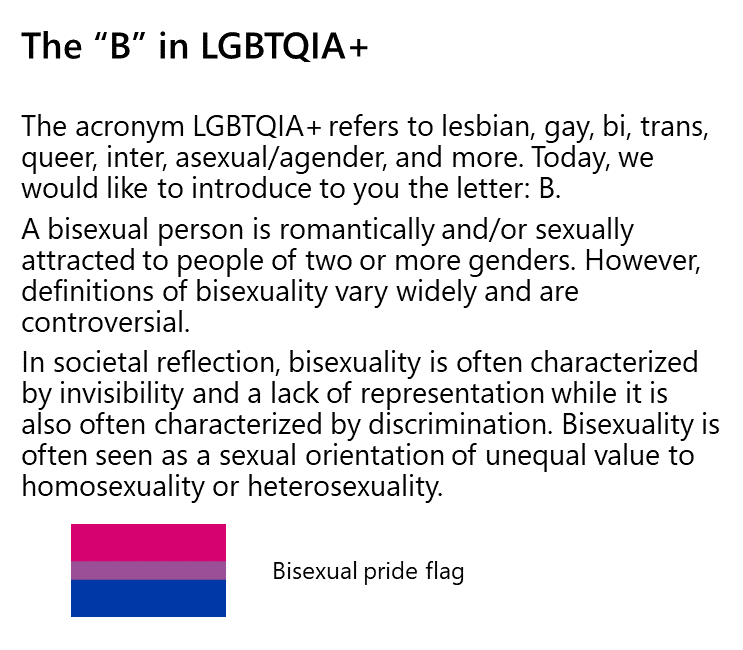 The “B” in LGBTQIA+
The acronym LGBTQIA+ refers to lesbian, gay, bi, trans,
queer, inter, asexual/agender, and more. Today, we
would like to introduce to you the letter: B.
A bisexual person is romantically and/or sexually
attracted to people of two or more genders. However,
definitions of bisexuality vary widely and are
controversial.
In societal reflection, bisexuality is often characterized
by invisibility and a lack of representation while it is
also often characterized by discrimination. Bisexuality is
often seen as a sexual orientation of unequal value to
homosexuality or heterosexuality.
Bisexual pride flag